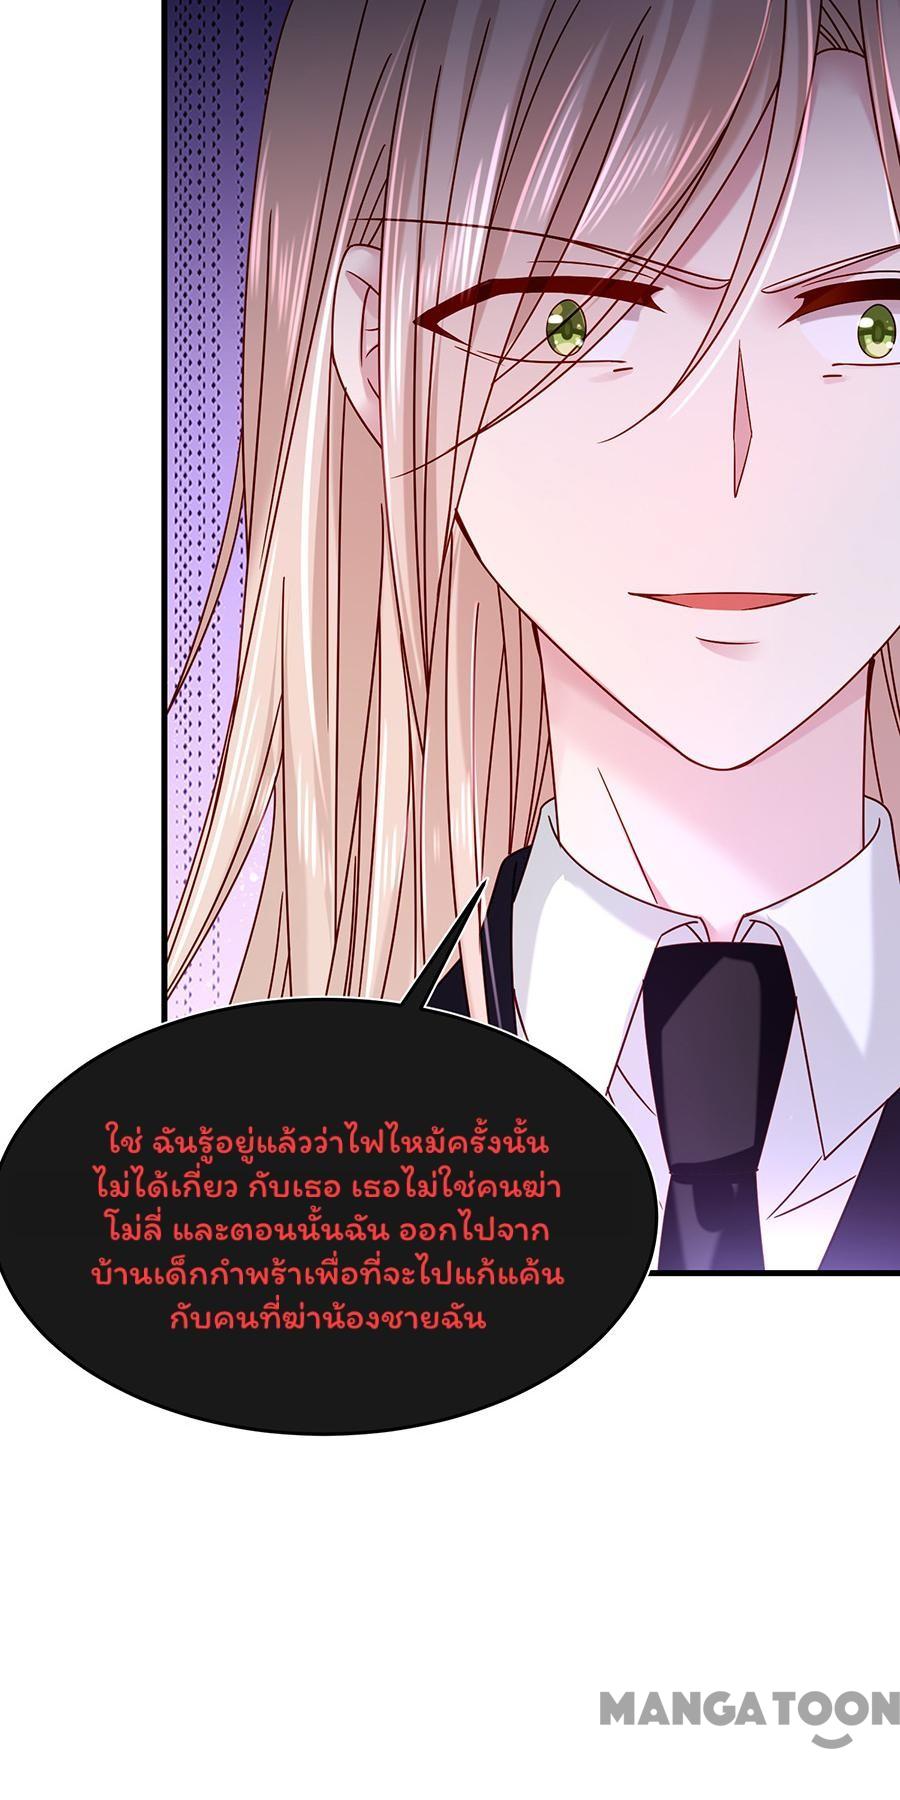 ใช่ ฉันรู้อยู่แล้วว่าไฟไหม้ครั้งนั้น
ไม่ได้เกี่ยว กับเธอ เธอไม่ใช่คนฆ่า
โม่ลี่ และตอนนั้นฉัน ออกไปจาก
บ้านเด็กกำพร้าเพื่อที่จะไปแก้แค้น
กับคนที่ฆ่าน้องชายฉัน
MANGATOON